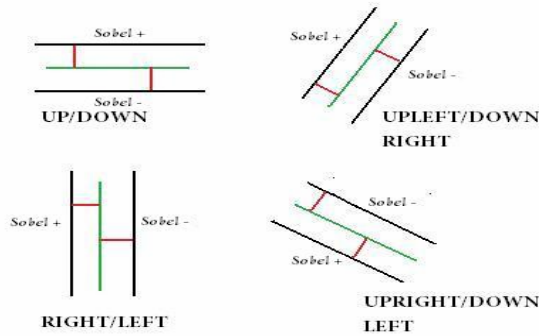 Sobel +
Sobel -
UP/DOWN
Sobel +
Sobel -
UPLEFT/DOWN
RIGHT
Sobel +
Sobel -
RIGHT/LEFT
Sobel -
Sobel +
UPRIGHT/DOWN
LEFT